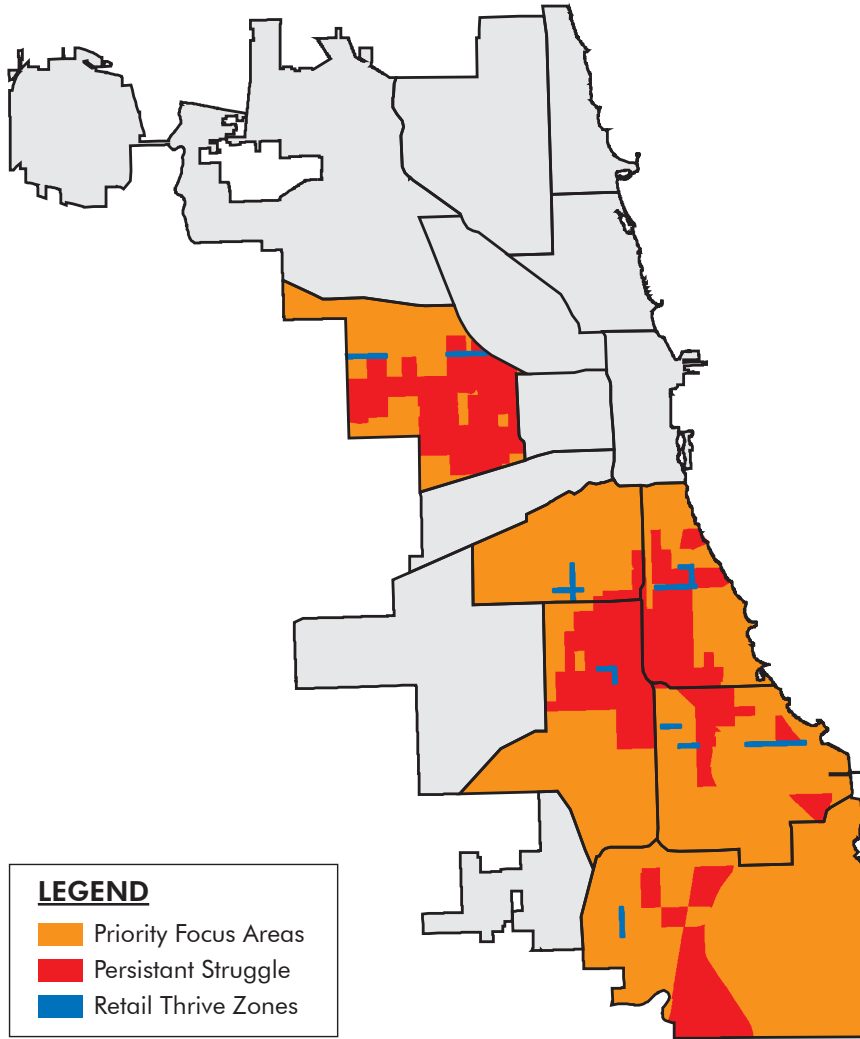 LEGEND
Priority Focus Areas
Persistant Struggle
Retail Thrive Zones